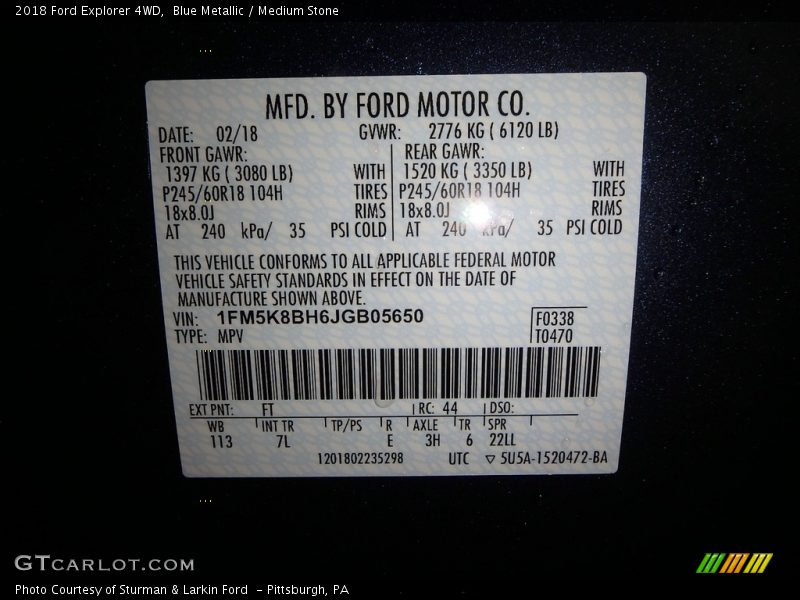 2018 Ford Explorer 4WD,  Blue Metallic / Medium Stone
MFD. BY FORD MOTOR CO.
DATE: 02/18 GVWR: 2776 KG ( 6120 LB)
FRONT GAWR: REAR GAWR:
1397 KG ( 3080 LB) WITH 1520 KG ( 3350 LB) WITH
P245/60R18 104H TIRES P245/60R18 104H TIRES
18x8.0J RIMS 18x8.0J RIMS
AT 240 kPa/ 35 PSI COLD AT 240 kPa/ 35 PSI COLD
THIS VEHICLE CONFORMS TO ALL APPLICABLE FEDERAL MOTOR
VEHICLE SAFETY STANDARDS IN EFFECT ON THE DATE OF
MANUFACTURE SHOWN ABOVE.
VIN: 1FM5K8BH6JGB05650 F0338
TYPE: MPV T0470
EXT PNT: FT RC: 44 DSO:
WB INT TR TP/PS R AXLE TR SPR
113 7L E 3H 6 22LL
1201802235298 UTC ▽ 5U5A-1520472-BA
GTCARLOT.COM
Photo Courtesy of Sturman & Larkin Ford  - Pittsburgh, PA